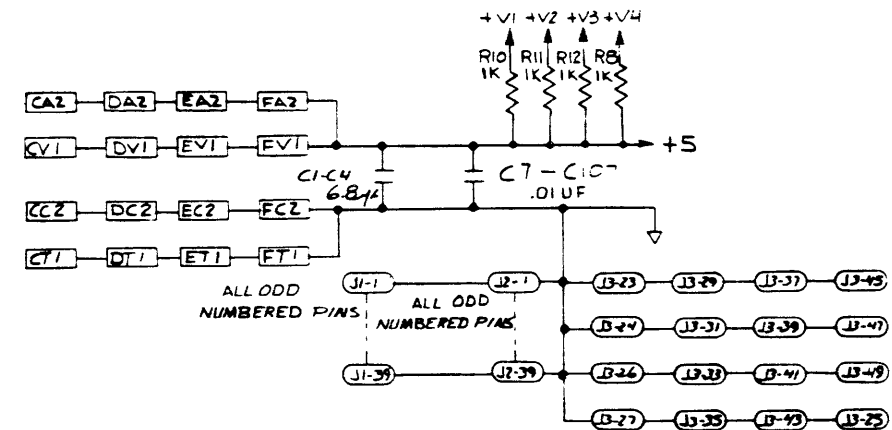 +V1 +V2 +V3 +V4
R10 1K R11 1K R12 1K R8 1K
CA2 DA2 EA2 FA2
CV1 DV1 EV1 FV1
+5
C1-C4 6.8
C7-C107 .01UF
CC2 DC2 EC2 FC2
CT1 DT1 ET1 FT1
ALL ODD
NUMBERED PINS
J1-1
ALL ODD
NUMBERED PINS
J2-1
J3-23 J3-29 J3-37 J3-45
J3-24 J3-31 J3-39 J3-47
J1-39 J2-39 J3-26 J3-33 J3-41 J3-49
J3-27 J3-35 J3-43 J3-25